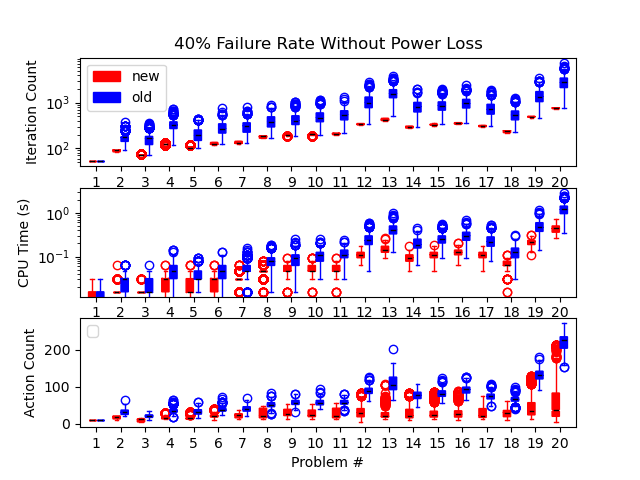 40% Failure Rate Without Power Loss
Iteration Count
10³
10²
new
old
1 2 3 4 5 6 7 8 9 10 11 12 13 14 15 16 17 18 19 20
CPU Time (s)
10⁰
10⁻¹
1 2 3 4 5 6 7 8 9 10 11 12 13 14 15 16 17 18 19 20
Action Count
200
100
0
1 2 3 4 5 6 7 8 9 10 11 12 13 14 15 16 17 18 19 20
Problem #